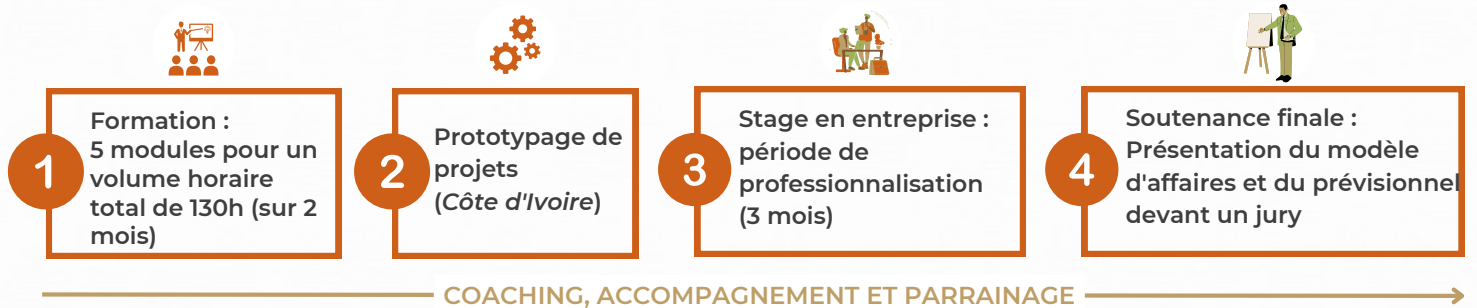 1
Formation :
5 modules pour un
volume horaire
total de 130h (sur 2
mois)
2
Prototypage de
projets
(Côte d'Ivoire)
3
Stage en entreprise :
période de
professionnalisation
(3 mois)
4
Soutenance finale :
Présentation du modèle
d'affaires et du prévisionnel
devant un jury
COACHING, ACCOMPAGNEMENT ET PARRAINAGE